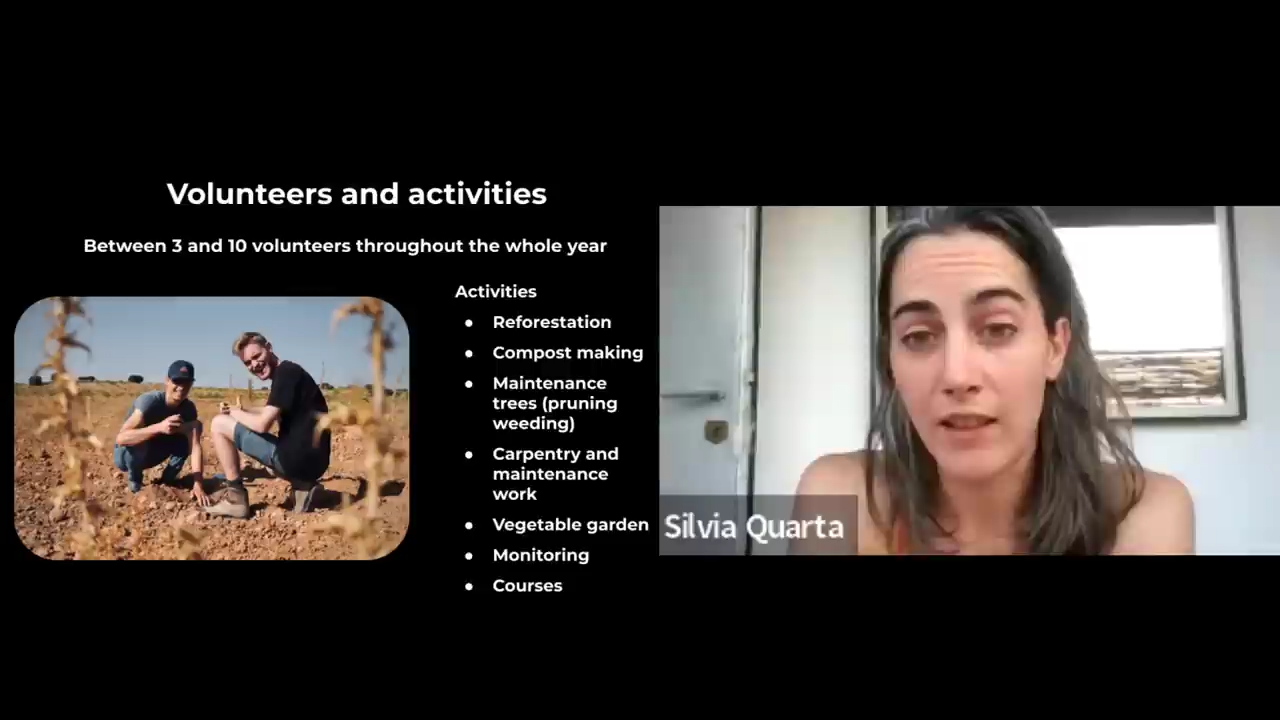 Volunteers and activities
Between 3 and 10 volunteers throughout the whole year
Activities
● Reforestation
● Compost making
● Maintenance
trees (pruning
weeding)
● Carpentry and
maintenance
work
● Vegetable garden
● Monitoring
● Courses
Silvia Quarta